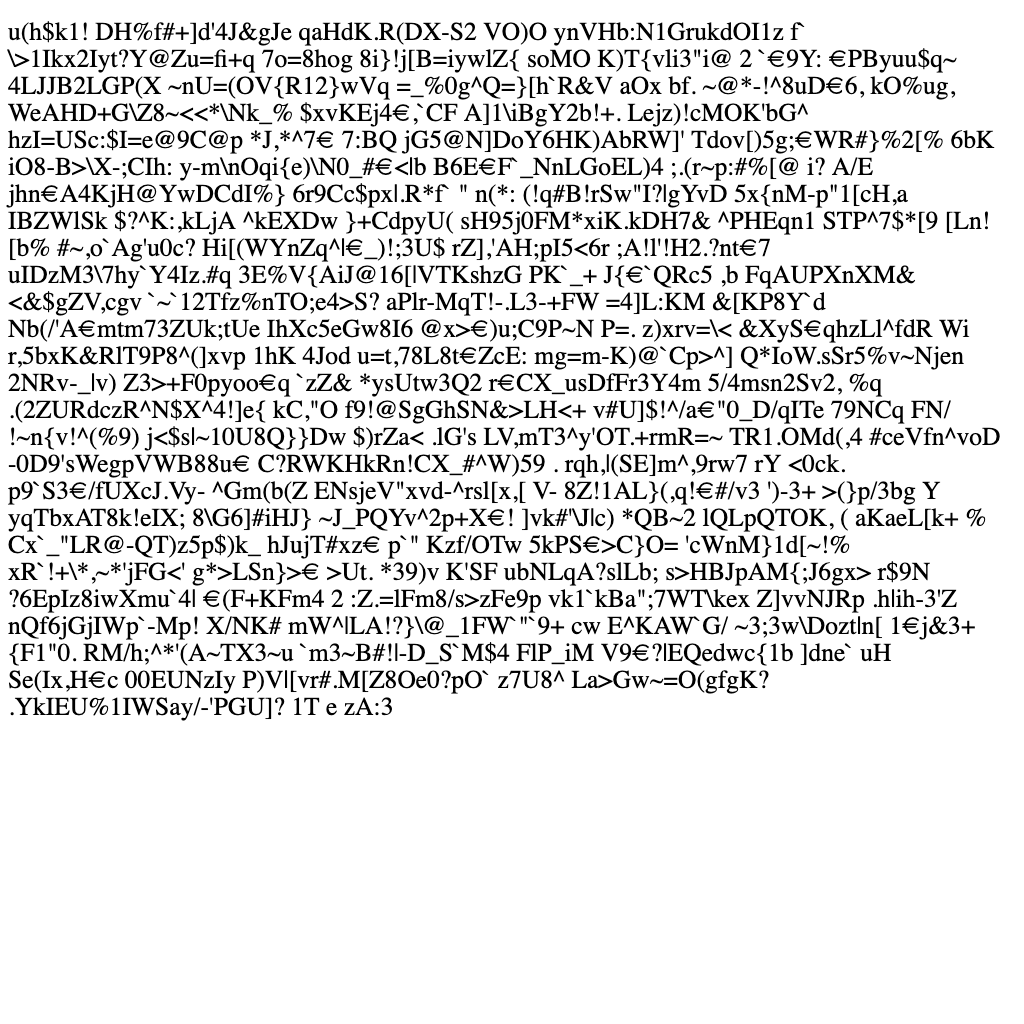 u(h$k1! DH%f#+]d'4J&gJe qaHdK.R(DX-S2 VO)O ynVHb:N1GrukdOI1z f`
\>1Ikx2Iyt?Y@Zu=fi+q 7o=8hog 8i}!j[B=iywlZ{ soMO K)T{vli3"i@ 2 `€9Y: €PByuu$q~
4LJJB2LGP(X ~nU=(OV{R12}wVq =_%0g^Q=}[h`R&V aOx bf. ~@*-!^8uD€6, kO%ug,
WeAHD+G\Z8~<<*\Nk_% $xvKEj4€,`CF A]1\iBgY2b!+. Lejz)!cMOK'bG^
hzI=USc:$I=e@9C@p *J,*^7€ 7:BQ jG5@N]DoY6HK)AbRW]' Tdov[)5g;€WR#}%2[% 6bK
iO8-B>\X-;CIh: y-m\nOqi{e)\N0_#€<|b B6E€F`_NnLGoEL)4 ;.(r~p:#%[@ i? A/E
jhn€A4KjH@YwDCdI%} 6r9Cc$px|.R*f` " n(*: (!q#B!rSw"I?lgYvD 5x{nM-p"1[cH,a
IBZWlSk $?^K:,kLjA ^kEXDw }+CdpyU( sH95j0FM*xiK.kDH7& ^PHEqn1 STP^7$*[9 [Ln!
[b% #~,o`Ag'u0c? Hi[(WYnZq^|€_)!;3U$ rZ],'AH;pI5<6r ;A!l'!H2.?nt€7
uIDzM3\7hy`Y4Iz.#q 3E%V{AiJ@16[|VTKshzG PK`_+ J{€`QRc5 ,b FqAUPXnXM&
<&$gZV,cgv `~`12Tfz%nTO;e4>S? aPlr-MqT!-.L3-+FW =4]L:KM &[KP8Y`d
Nb(/'A€mtm73ZUk;tUe IhXc5eGw8I6 @x>€)u;C9P~N P=. z)xrv=\< &XyS€qhzLl^fdR Wi
r,5bxK&RlT9P8^(]xvp 1hK 4Jod u=t,78L8t€ZcE: mg=m-K)@`Cp>^] Q*IoW.sSr5%v~Njen
2NRv-_|v) Z3>+F0pyoo€q `zZ& *ysUtw3Q2 r€CX_usDfFr3Y4m 5/4msn2Sv2, %q
.(2ZURdczR^N$X^4!]e{ kC,"O f9!@SgGhSN&>LH<+ v#U]$!^/a€"0_D/qITe 79NCq FN/
!~n{v!^(%9) j<$s|~10U8Q}}Dw $)rZa< .lG's LV,mT3^y'OT.+rmR=~ TR1.OMd(,4 #ceVfn^voD
-0D9'sWegpVWB88u€ C?RWKHkRn!CX_#^W)59 . rqh,|(SE]m^,9rw7 rY <0ck.
p9`S3€/fUXcJ.Vy- ^Gm(b(Z ENsjeV"xvd-^rsl[x,[ V- 8Z!1AL}(,q!€#/v3 ')-3+ >(}p/3bg Y
yqTbxAT8k!eIX; 8\G6]#iHJ} ~J_PQYv^2p+X€! ]vk#'\J|c) *QB~2 lQLpQTOK, ( aKaeL[k+ %
Cx`_"LR@-QT)z5p$)k_ hJujT#xz€ p`" Kzf/OTw 5kPS€>C}O= 'cWnM}1d[~!%
xR`!+\*,~*'jFG<' g*>LSn}>€ >Ut. *39)v K'SF ubNLqA?slLb; s>HBJpAM{;J6gx> r$9N
?6EpIz8iwXmu`4| €(F+KFm4 2 :Z.=lFm8/s>zFe9p vk1`kBa";7WT\kex Z]vvNJRp .h|ih-3'Z
nQf6jGjIWp`-Mp! X/NK# mW^|LA!?}\@_1FW`"`9+ cw E^KAW`G/ ~3;3w\Dozt|n[ 1€j&3+
{F1"0. RM/h;^*'(A~TX3~u `m3~B#!|-D_S`M$4 FlP_iM V9€?|EQedwc{1b ]dne` uH
Se(Ix,H€c 00EUNzIy P)V|[vr#.M[Z8Oe0?pO` z7U8^ La>Gw~=O(gfgK?
.YkIEU%1IWSay/-'PGU]? 1T e zA:3